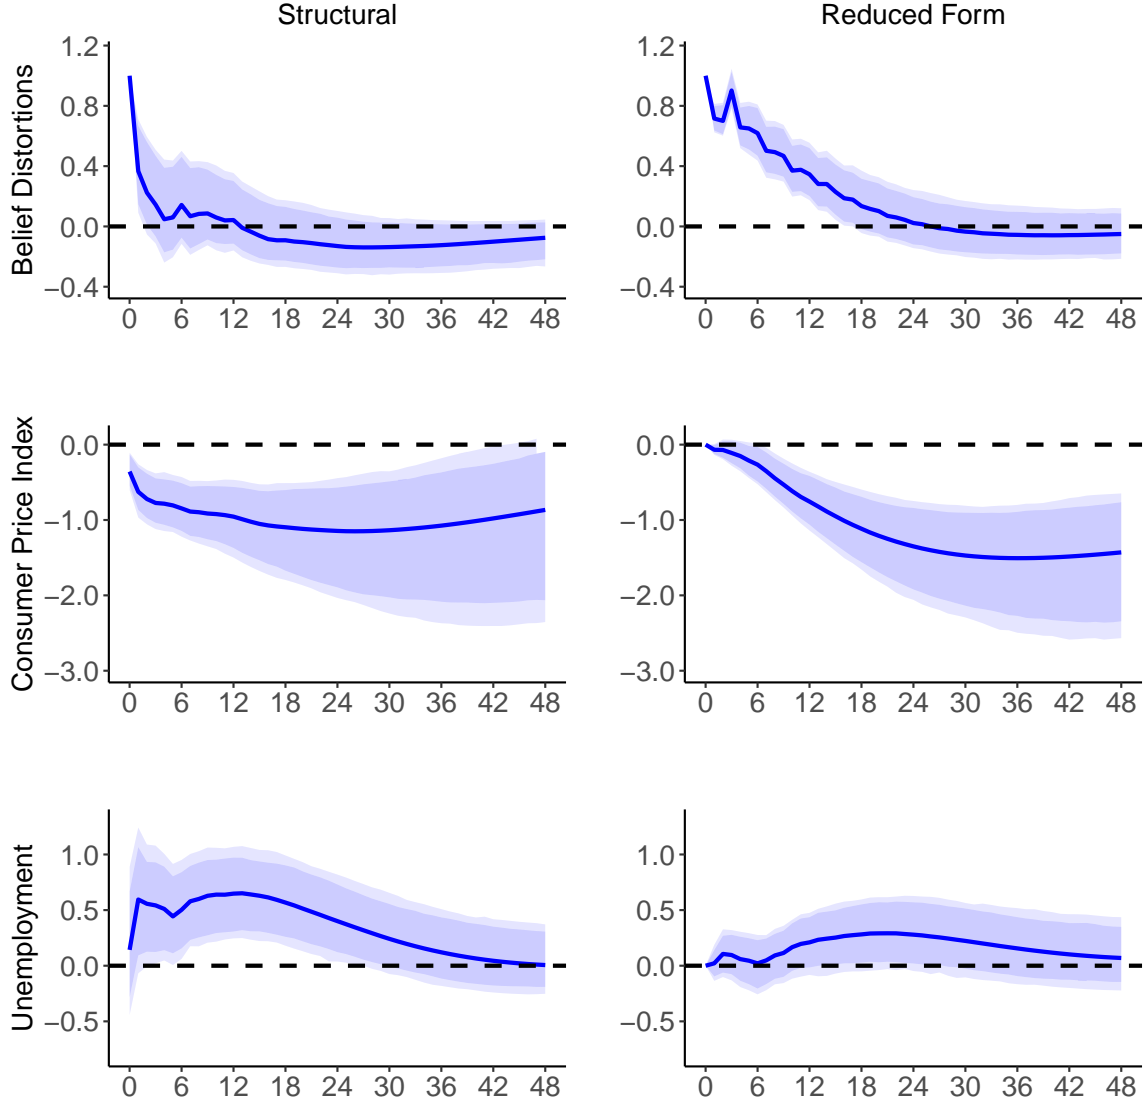 Structural
Reduced Form
Belief Distortions
1.2
0.8
0.4
0.0
−0.4
0 6 12 18 24 30 36 42 48
1.2
0.8
0.4
0.0
−0.4
0 6 12 18 24 30 36 42 48
Consumer Price Index
0.0
−1.0
−2.0
−3.0
0 6 12 18 24 30 36 42 48
0.0
−1.0
−2.0
−3.0
0 6 12 18 24 30 36 42 48
Unemployment
1.0
0.5
0.0
−0.5
0 6 12 18 24 30 36 42 48
1.0
0.5
0.0
−0.5
0 6 12 18 24 30 36 42 48